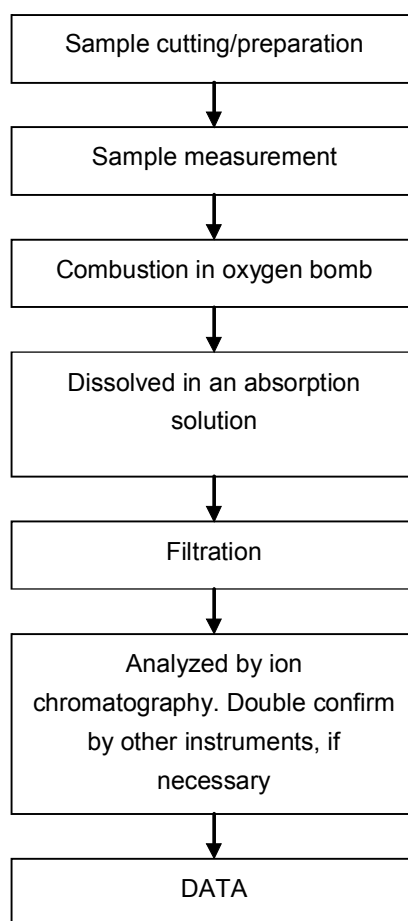 Sample cutting/preparation
Sample measurement
Combustion in oxygen bomb
Dissolved in an absorption
solution
Filtration
Analyzed by ion
chromatography. Double confirm
by other instruments, if
necessary
DATA